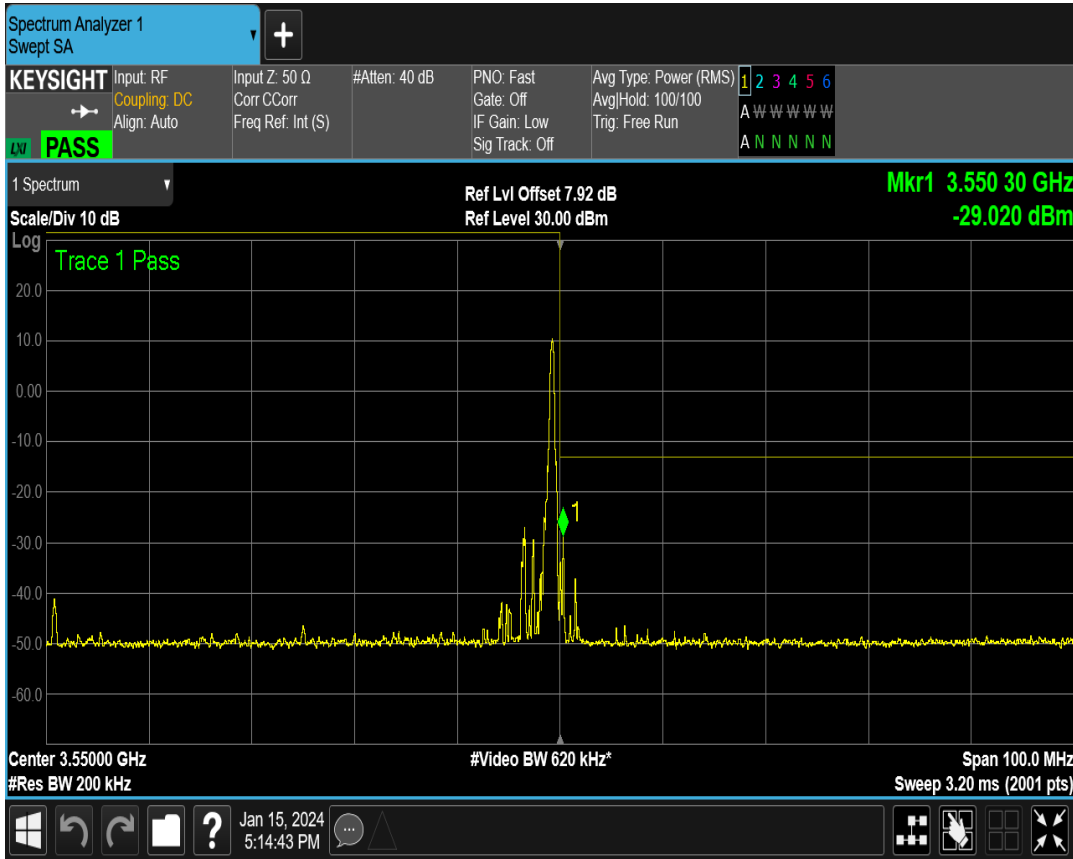 Spectrum Analyzer 1
Swept SA
+
KEYSIGHT
LXI PASS
Input: RF
Coupling: DC
Align: Auto
Input Z: 50 Ω
Corr CCorr
Freq Ref: Int (S)
#Atten: 40 dB
PNO: Fast
Gate: Off
IF Gain: Low
Sig Track: Off
Avg Type: Power (RMS)
Avg|Hold: 100/100
Trig: Free Run
1 2 3 4 5 6
A W W W W W
A N N N N N
1 Spectrum
Scale/Div 10 dB
Ref Lvl Offset 7.92 dB
Ref Level 30.00 dBm
Mkr1 3.550 30 GHz
-29.020 dBm
Log
Trace 1 Pass
20.0
10.0
0.00
-10.0
-20.0
1
-30.0
-40.0
-50.0
-60.0
Center 3.55000 GHz
#Res BW 200 kHz
#Video BW 620 kHz*
Span 100.0 MHz
Sweep 3.20 ms (2001 pts)
?
Jan 15, 2024
5:14:43 PM